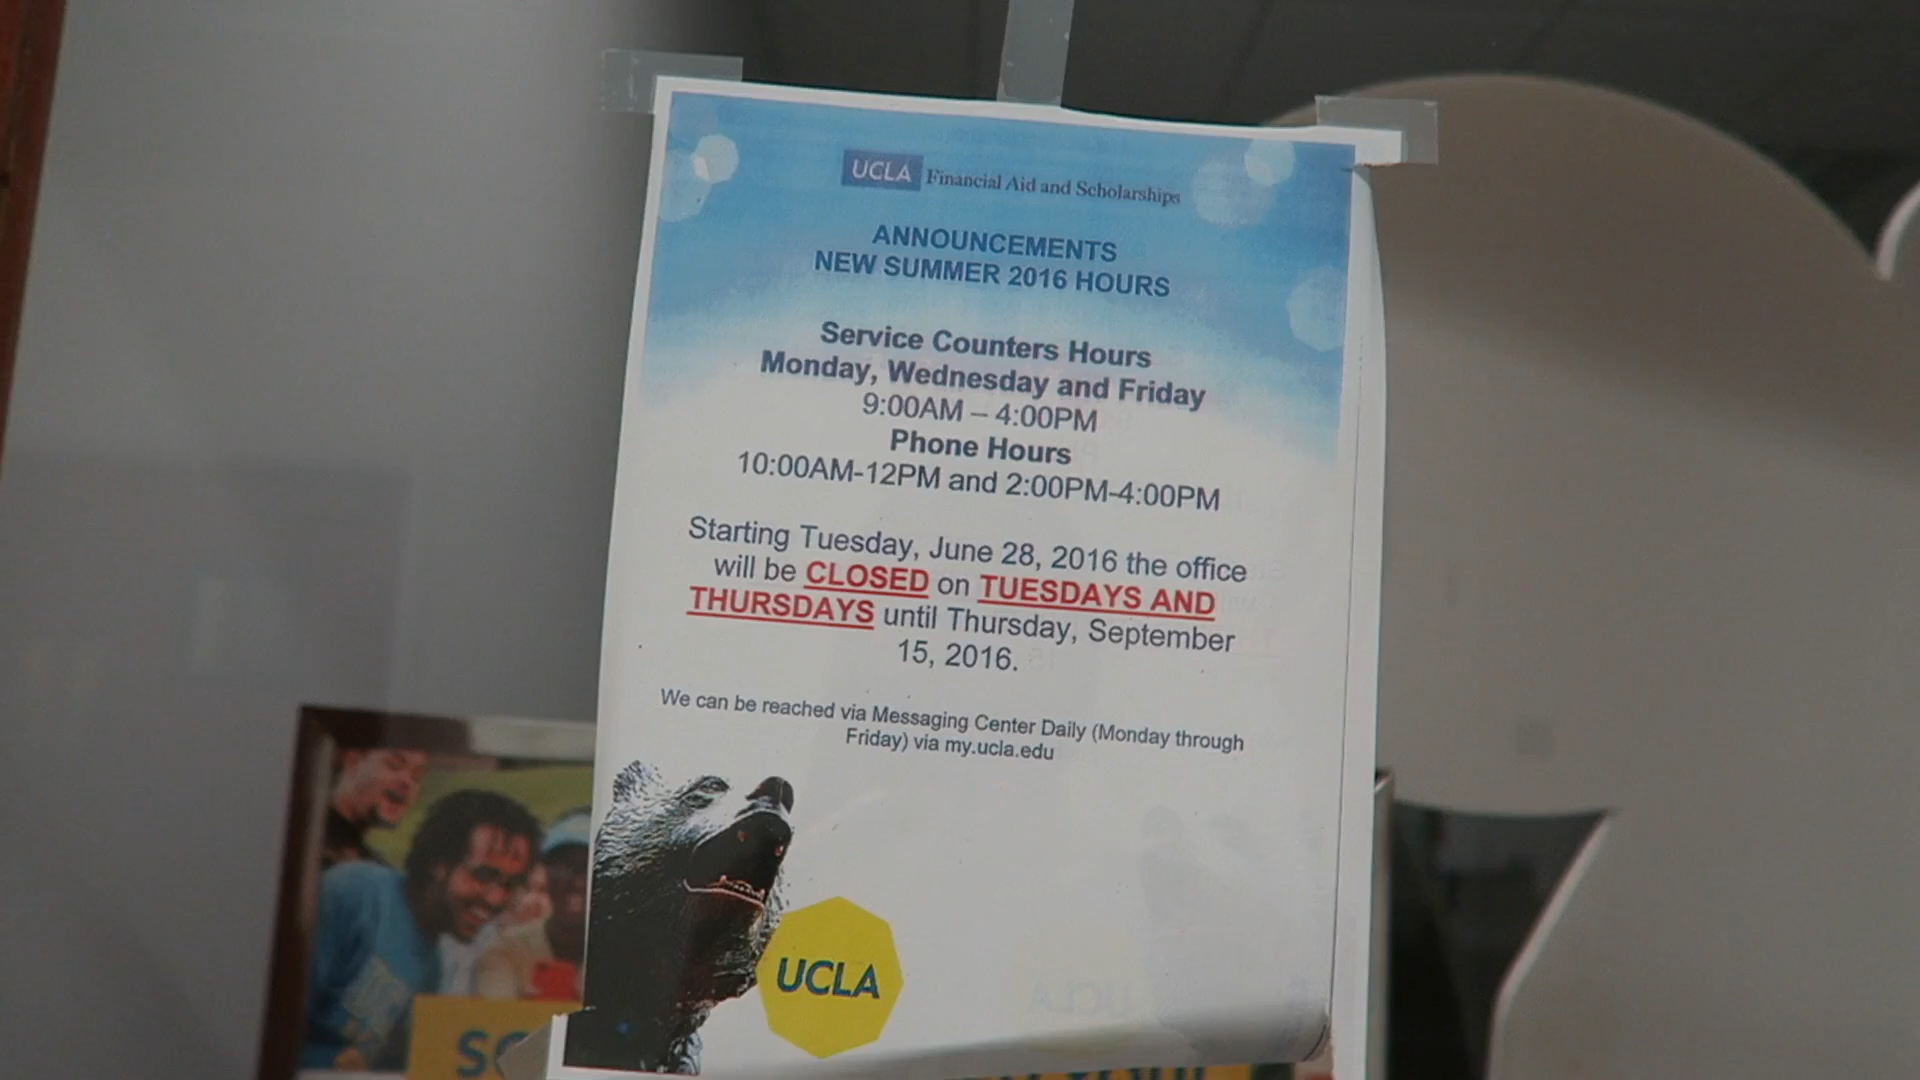 UCLA Financial Aid and Scholarships
ANNOUNCEMENTS
NEW SUMMER 2016 HOURS
Service Counters Hours
Monday, Wednesday and Friday
9:00AM – 4:00PM
Phone Hours
10:00AM-12PM and 2:00PM-4:00PM
Starting Tuesday, June 28, 2016 the office
will be CLOSED on TUESDAYS AND
THURSDAYS until Thursday, September
15, 2016.
We can be reached via Messaging Center Daily (Monday through
Friday) via my.ucla.edu
UCLA